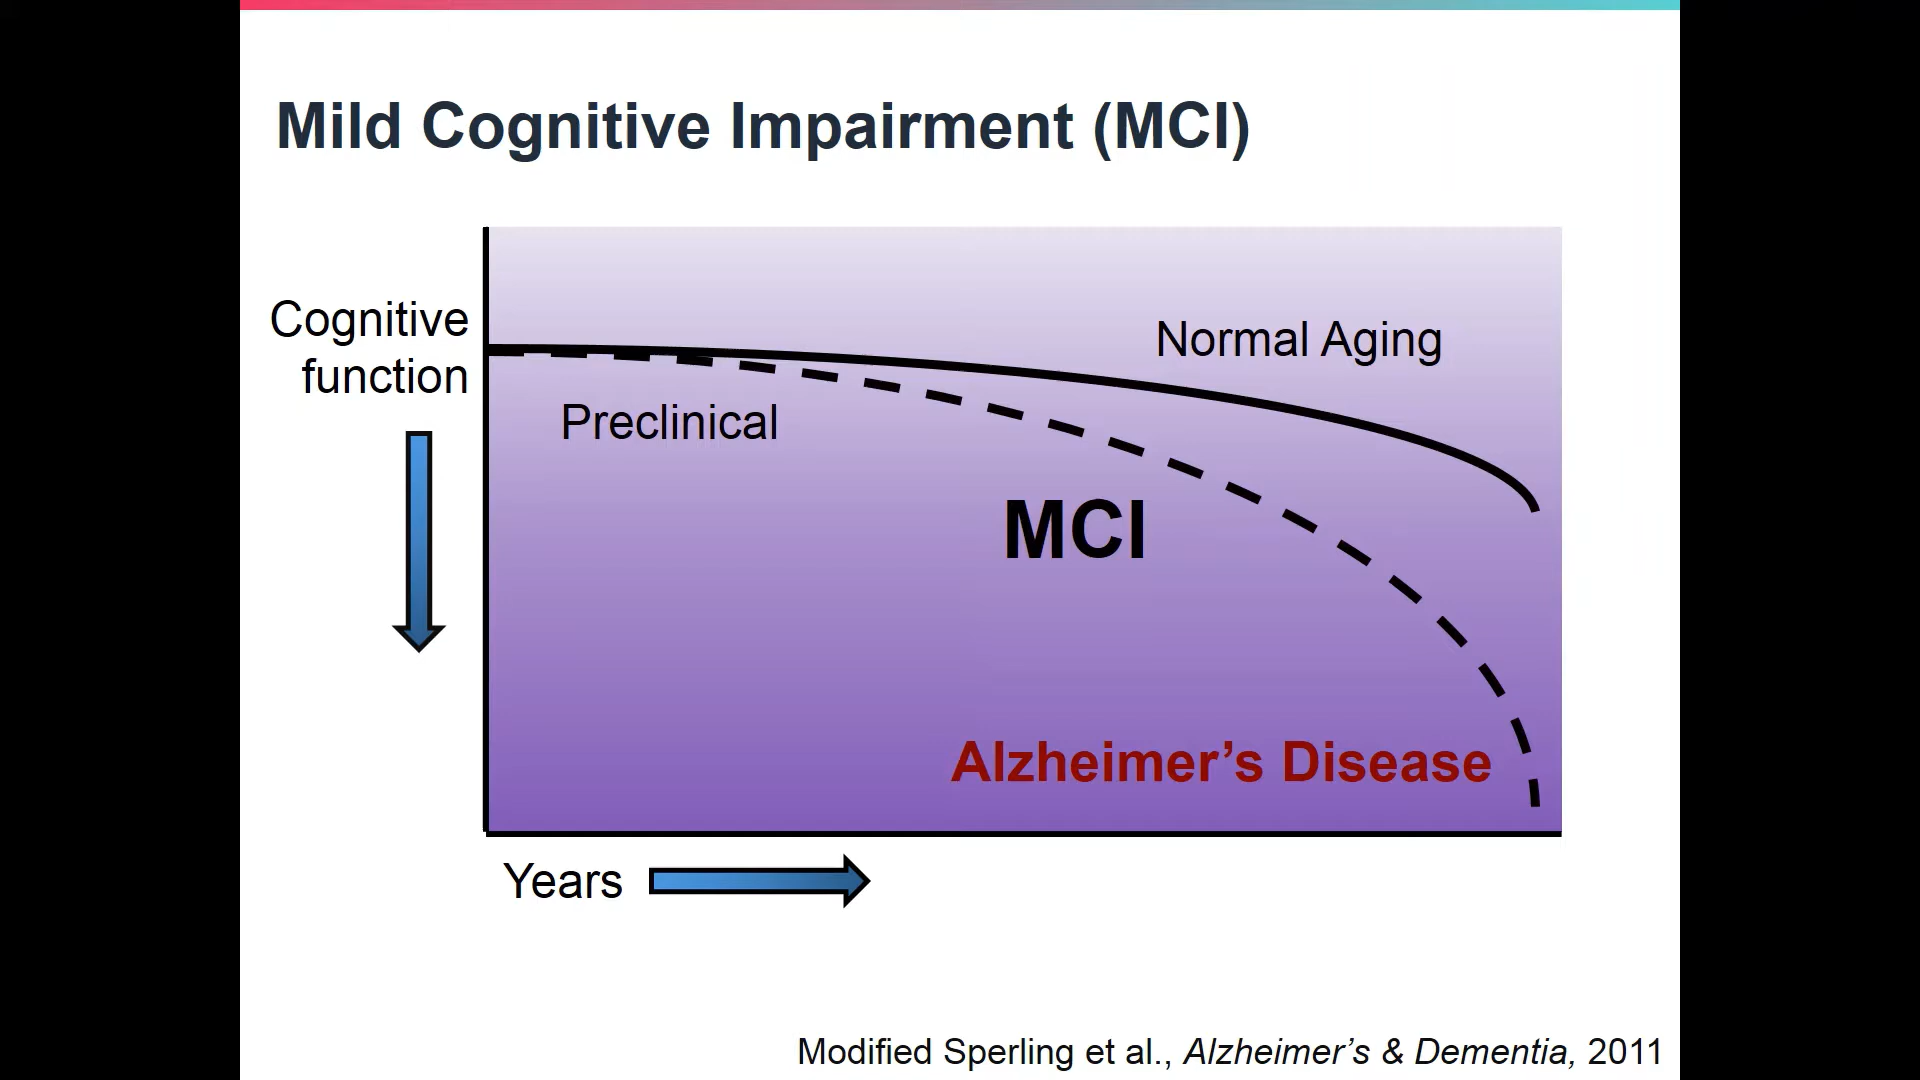 Mild Cognitive Impairment (MCI)
Cognitive
function
Normal Aging
Preclinical
MCI
Alzheimer’s Disease
Years
Modified Sperling et al., Alzheimer’s & Dementia, 2011